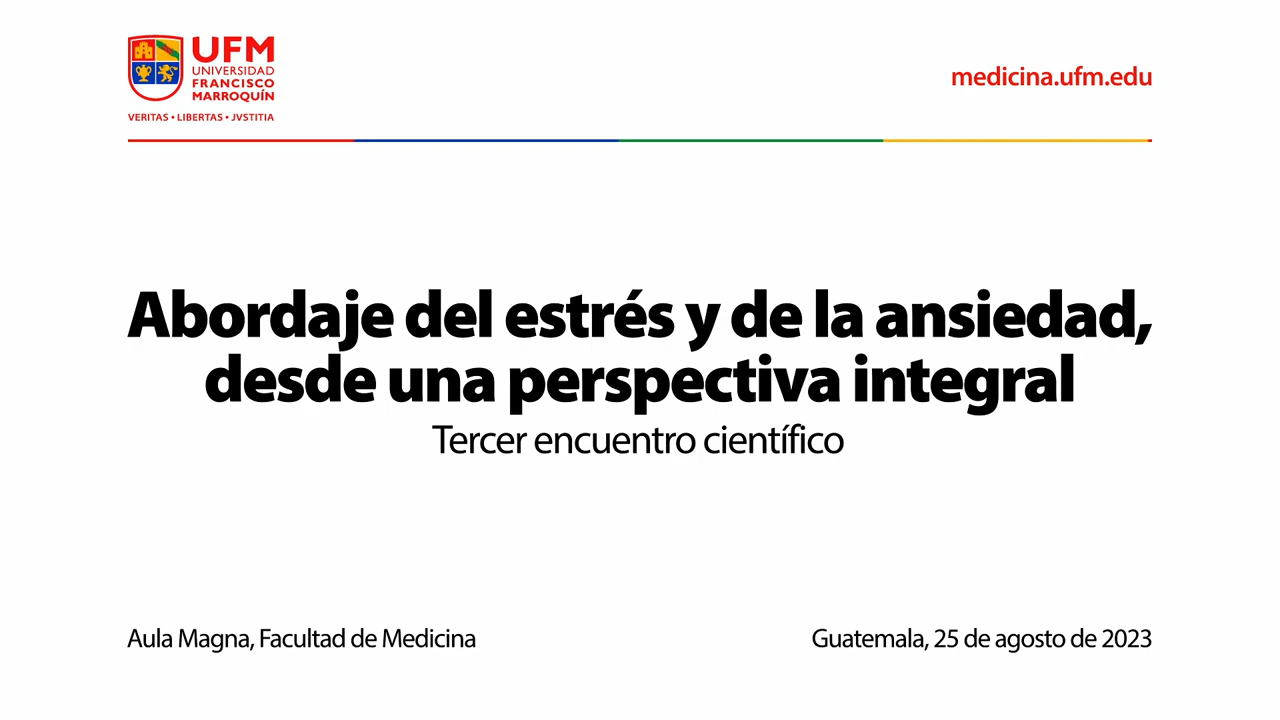 UFM
UNIVERSIDAD
FRANCISCO
MARROQUÍN
VERITAS • LIBERTAS • JVSTITIA
medicina.ufm.edu
Abordaje del estrés y de la ansiedad,
desde una perspectiva integral
Tercer encuentro científico
Aula Magna, Facultad de Medicina
Guatemala, 25 de agosto de 2023